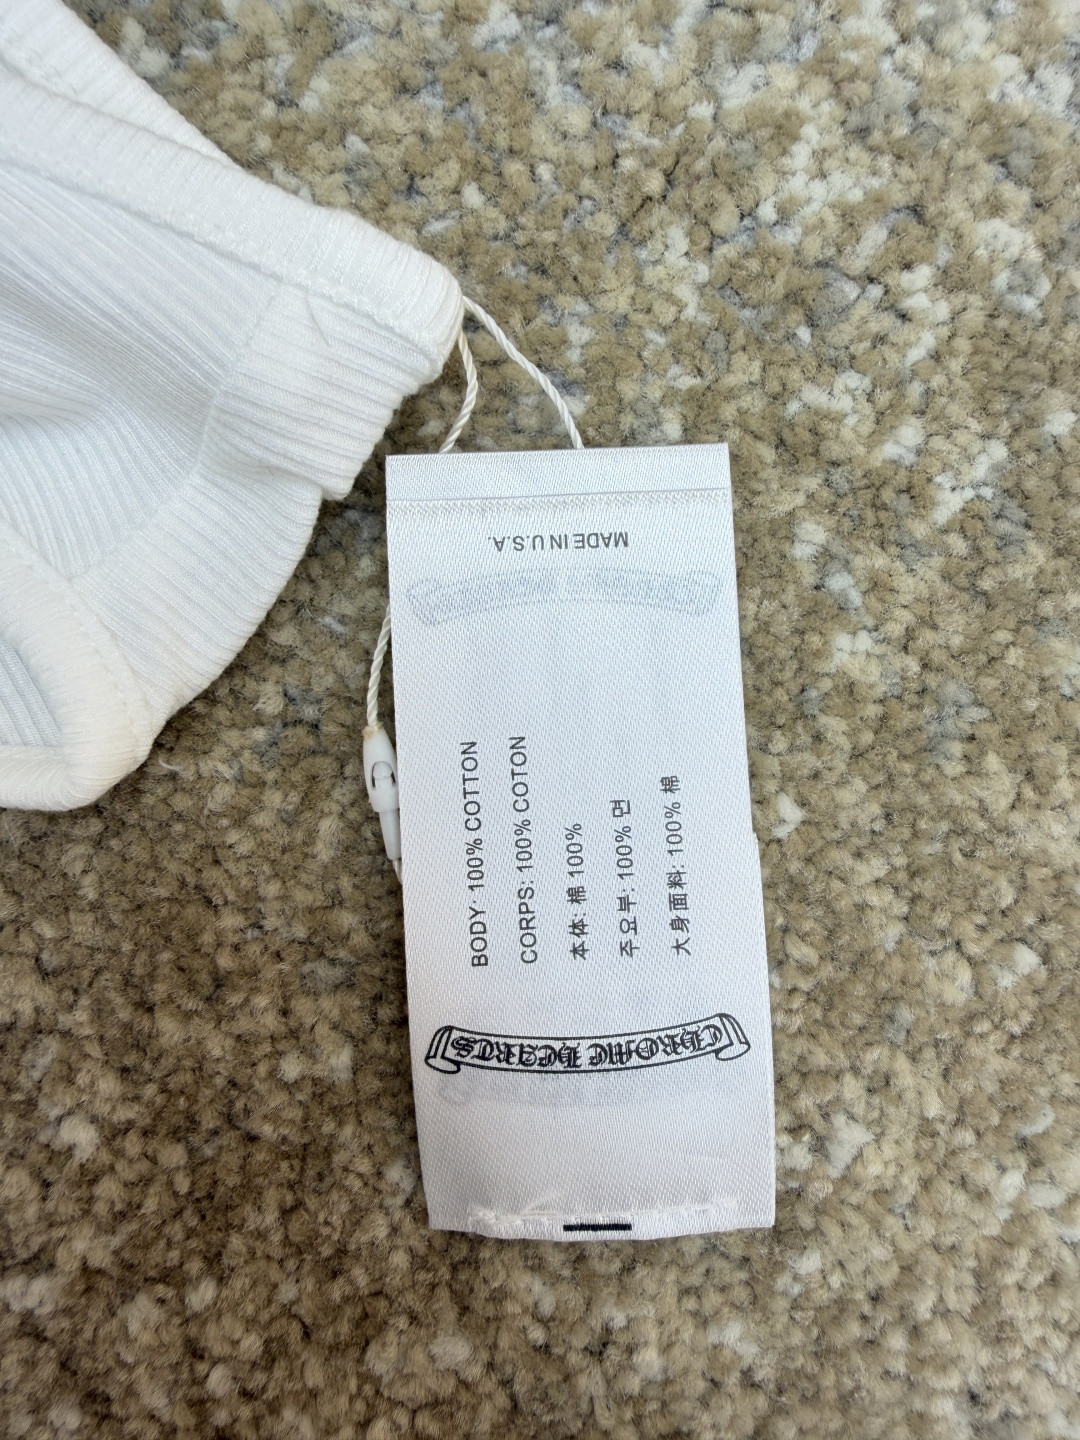 CHROME HEARTS
BODY: 100% COTTON
CORPS: 100% COTON
本体: 棉 100%
주요부: 100% 면
大身面料: 100% 棉
MADE IN U.S.A.